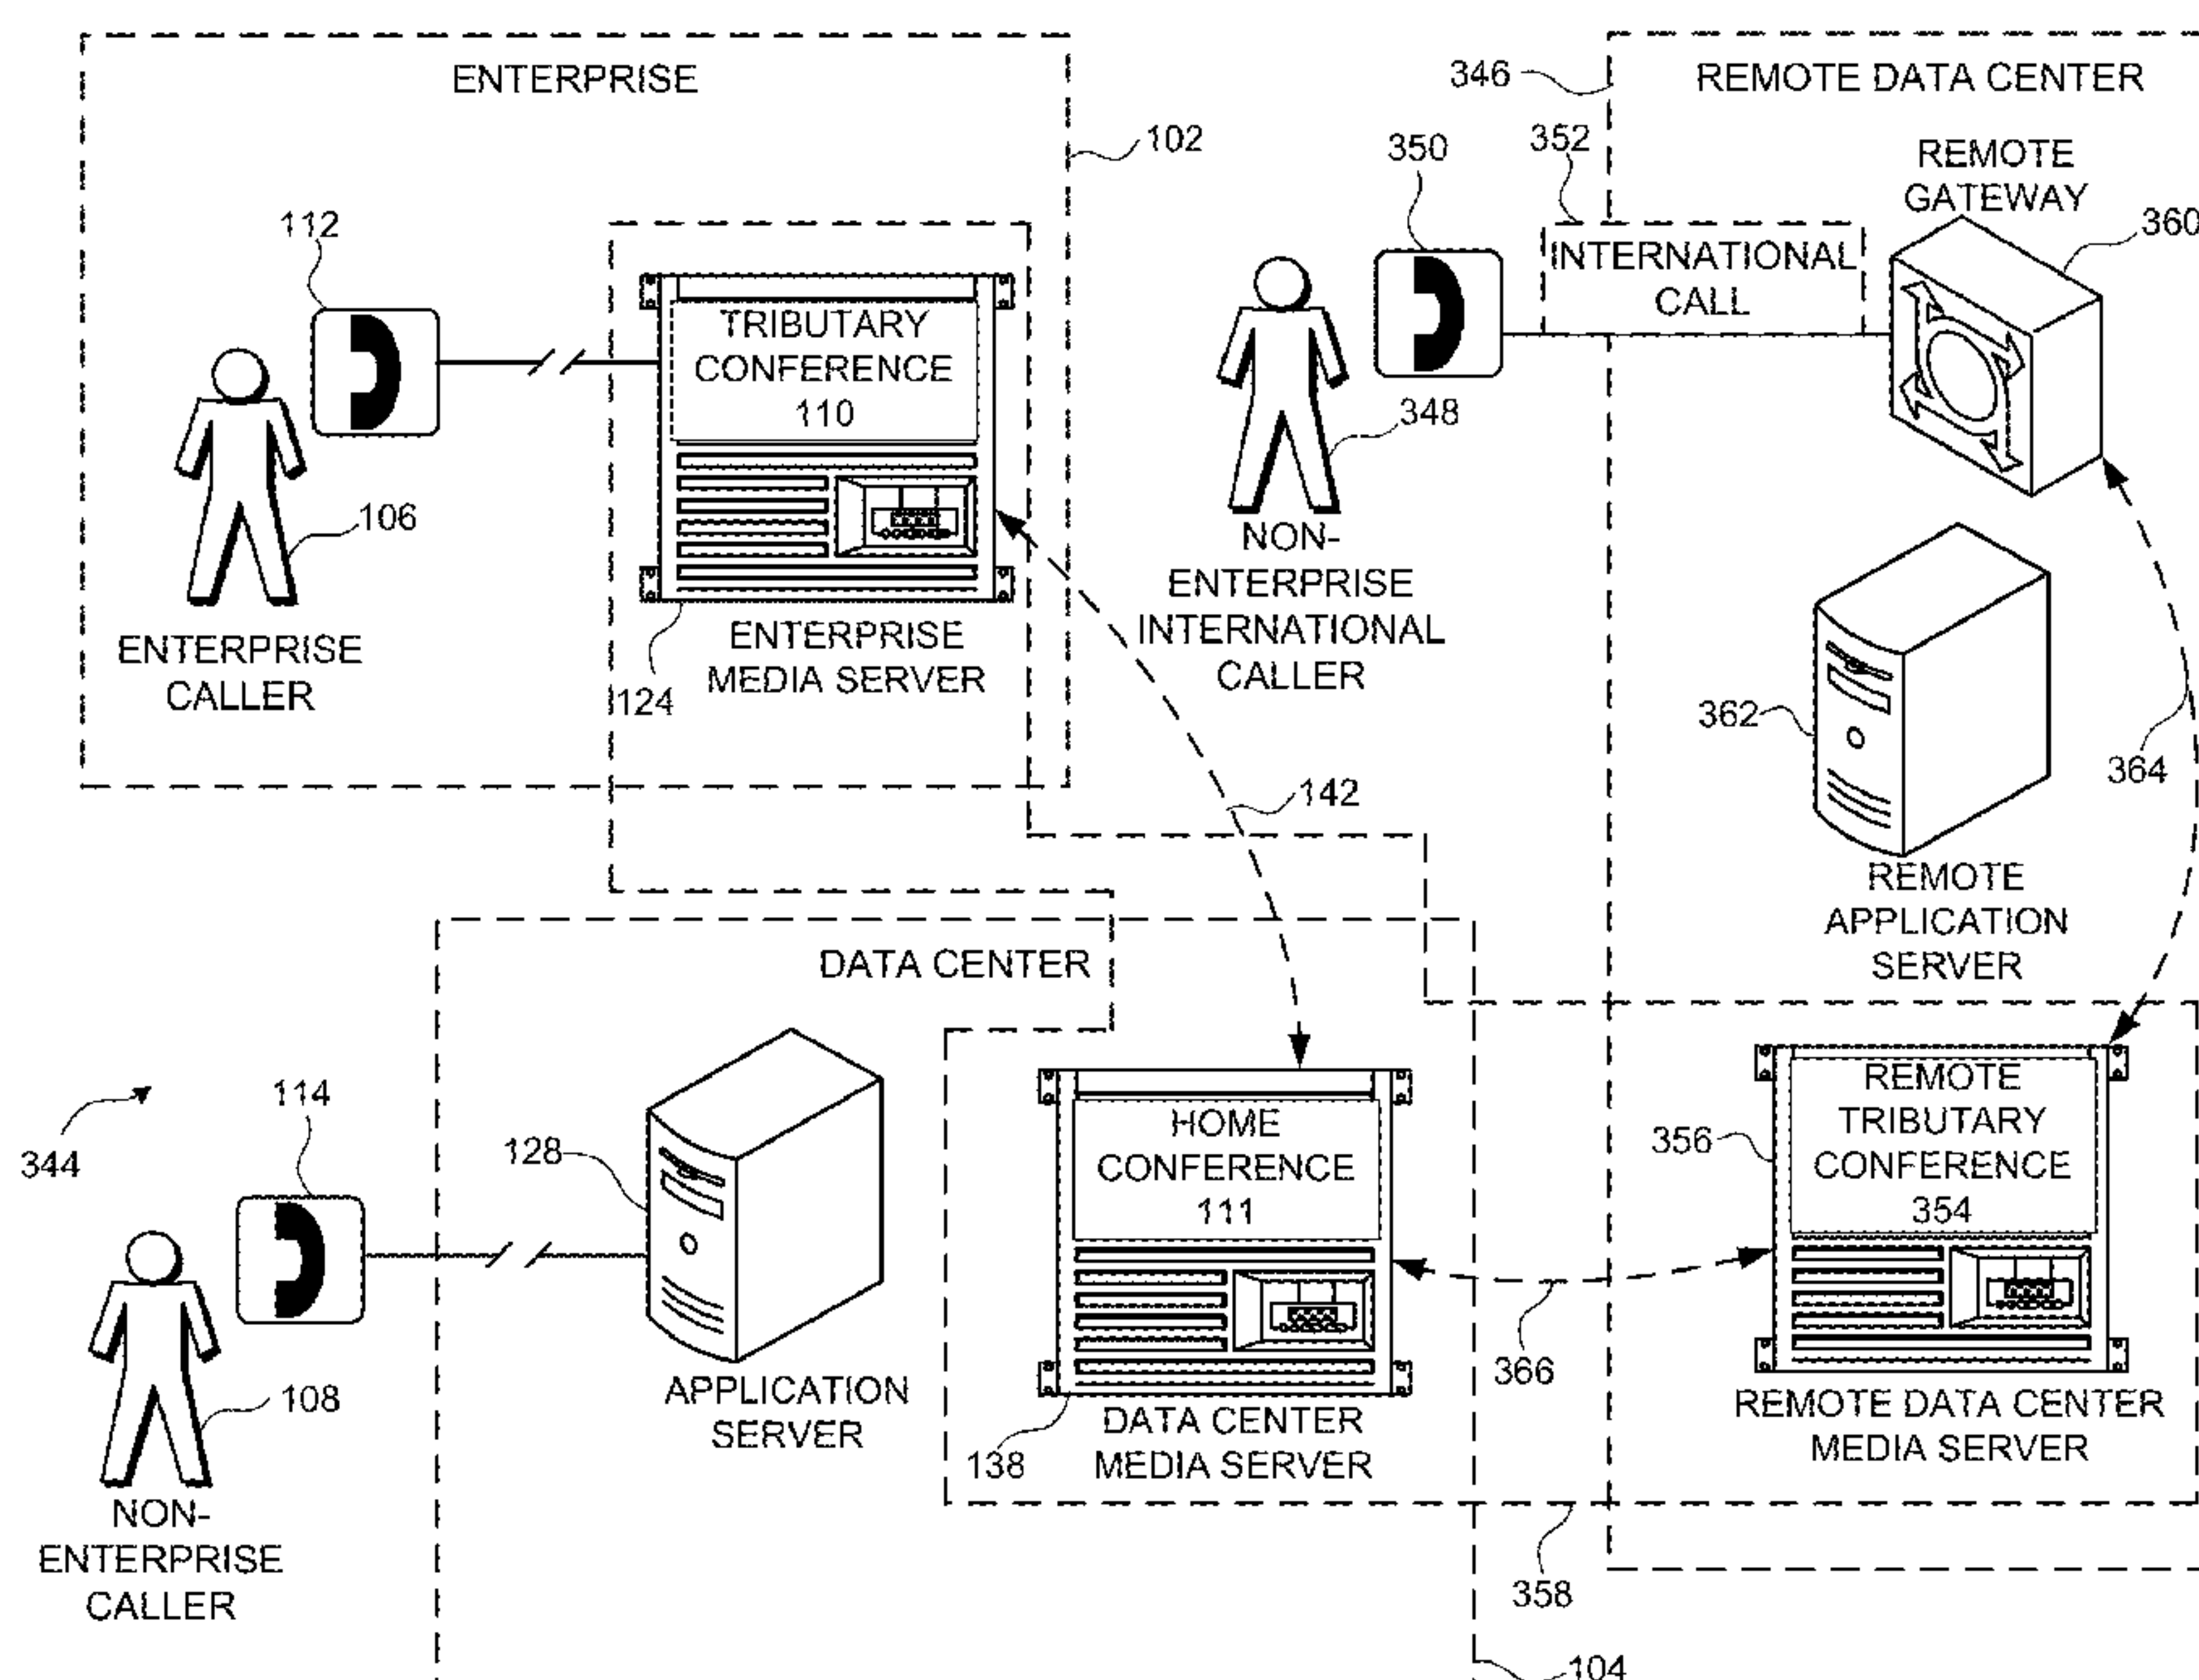 ENTERPRISE
102
112
TRIBUTARY
CONFERENCE
110
106
ENTERPRISE
CALLER
ENTERPRISE
MEDIA SERVER
124
346
REMOTE DATA CENTER
350
352
INTERNATIONAL
CALL
REMOTE
GATEWAY
360
348
NON-
ENTERPRISE
INTERNATIONAL
CALLER
362
364
REMOTE
APPLICATION
SERVER
142
DATA CENTER
344
114
128
HOME
CONFERENCE
111
356
REMOTE
TRIBUTARY
CONFERENCE
354
108
APPLICATION
SERVER
366
138
DATA CENTER
MEDIA SERVER
REMOTE DATA CENTER
MEDIA SERVER
NON-
ENTERPRISE
CALLER
358
104